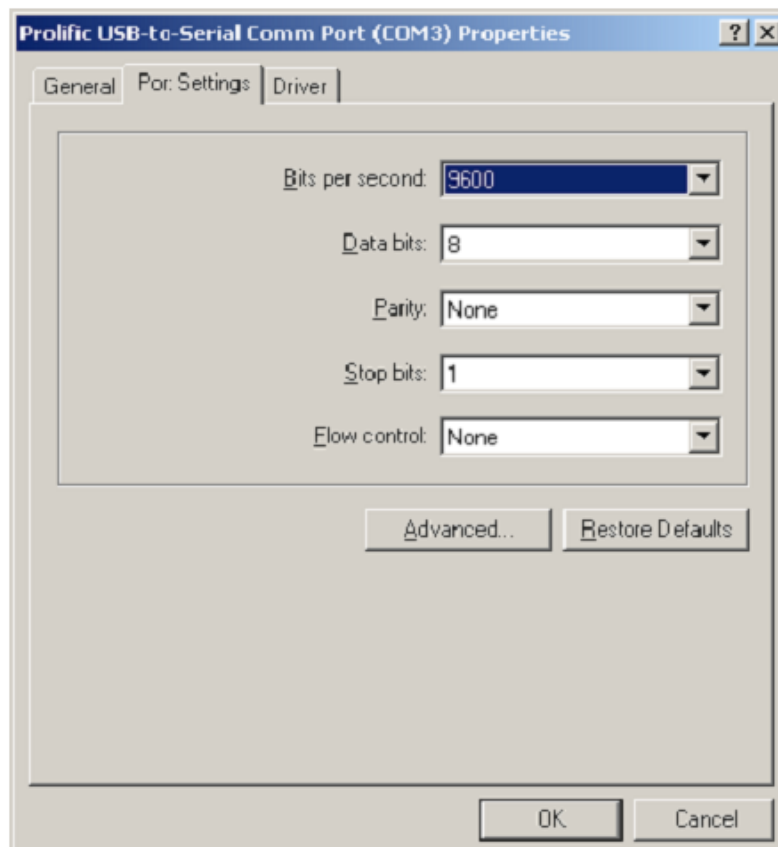 Prolific USB-to-Serial Comm Port (COM3) Properties
General Port Settings Driver
Bits per second: 9600
Data bits: 8
Parity: None
Stop bits: 1
Flow control: None
Advanced... Restore Defaults
OK Cancel